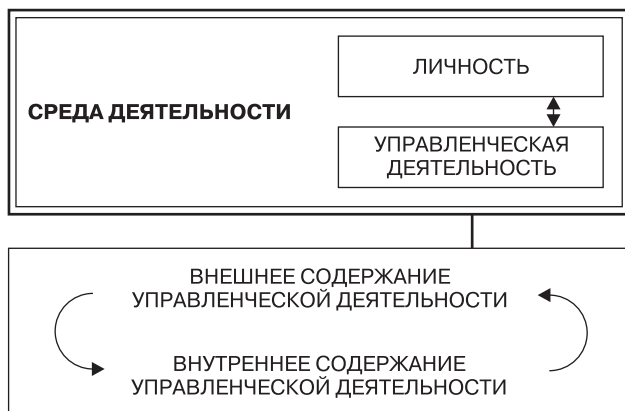 ЛИЧНОСТЬ
СРЕДА ДЕЯТЕЛЬНОСТИ
УПРАВЛЕНЧЕСКАЯ
ДЕЯТЕЛЬНОСТЬ
ВНЕШНЕЕ СОДЕРЖАНИЕ
УПРАВЛЕНЧЕСКОЙ ДЕЯТЕЛЬНОСТИ
ВНУТРЕННЕЕ СОДЕРЖАНИЕ
УПРАВЛЕНЧЕСКОЙ ДЕЯТЕЛЬНОСТИ